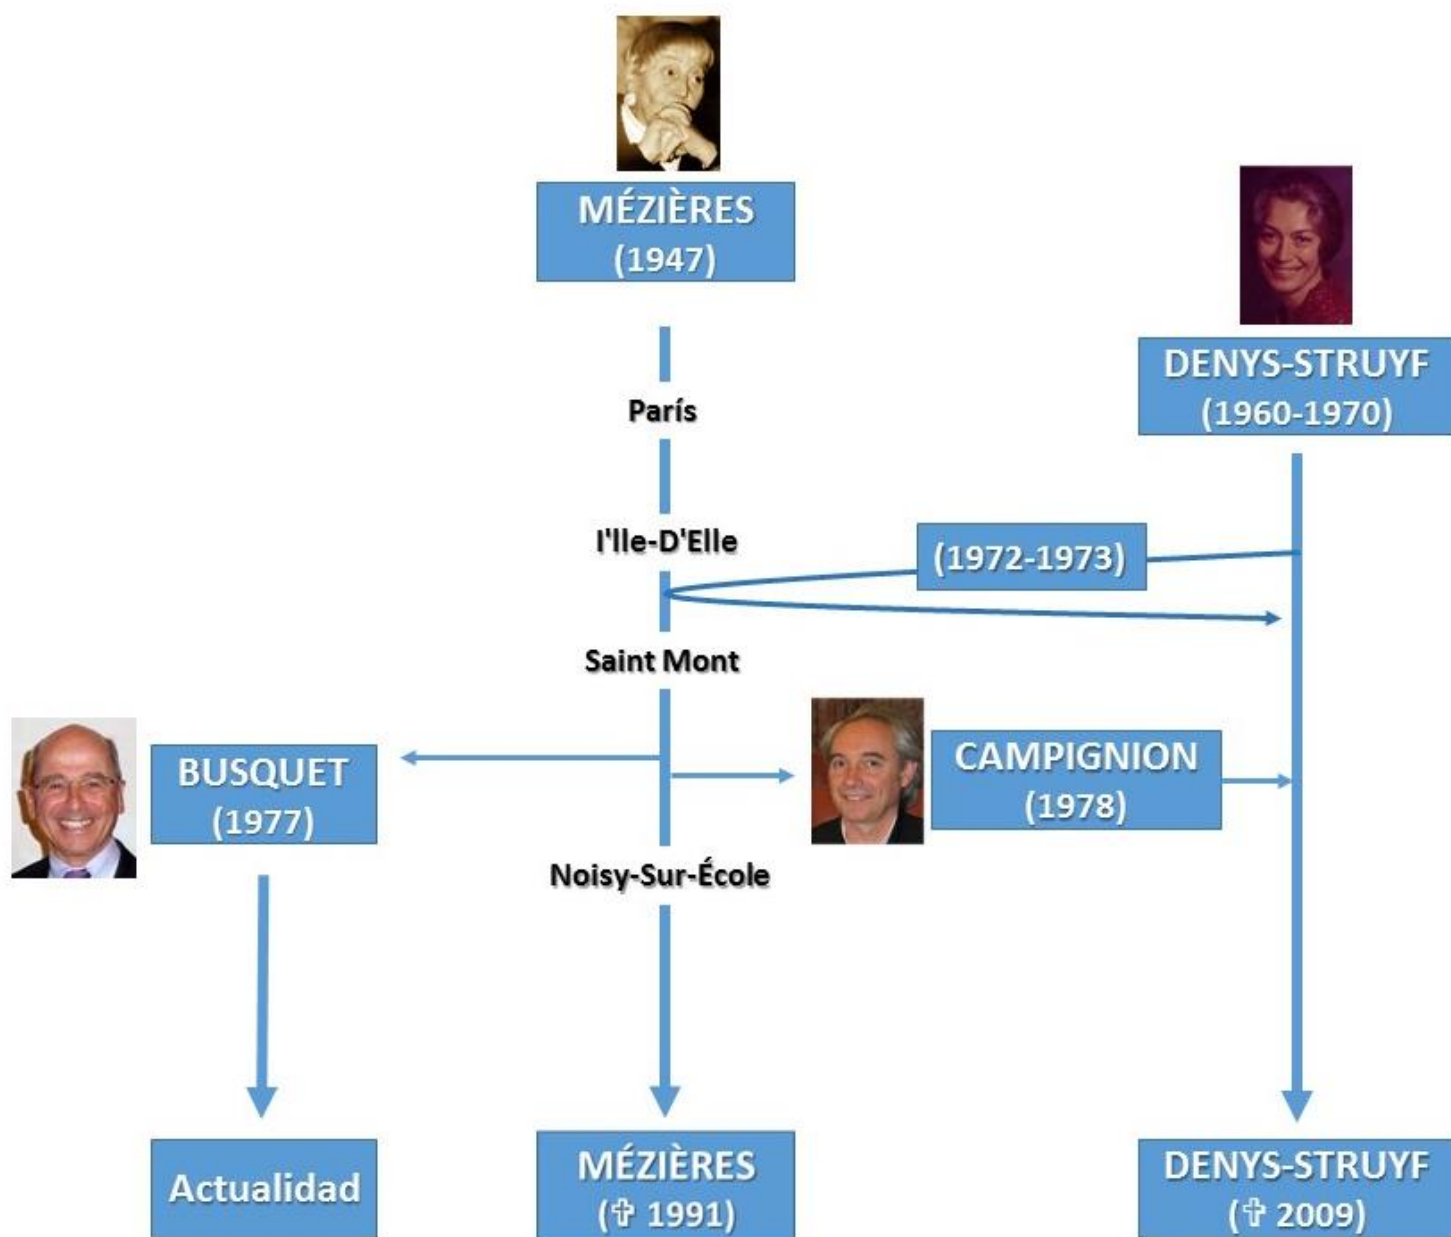 MÉZIÈRES
(1947)
DENYS-STRUYF
(1960-1970)
París
I'lle-D'Elle
(1972-1973)
Saint Mont
BUSQUET
(1977)
CAMPIGNION
(1978)
Noisy-Sur-École
Actualidad
MÉZIÈRES
(✞ 1991)
DENYS-STRUYF
(✞ 2009)